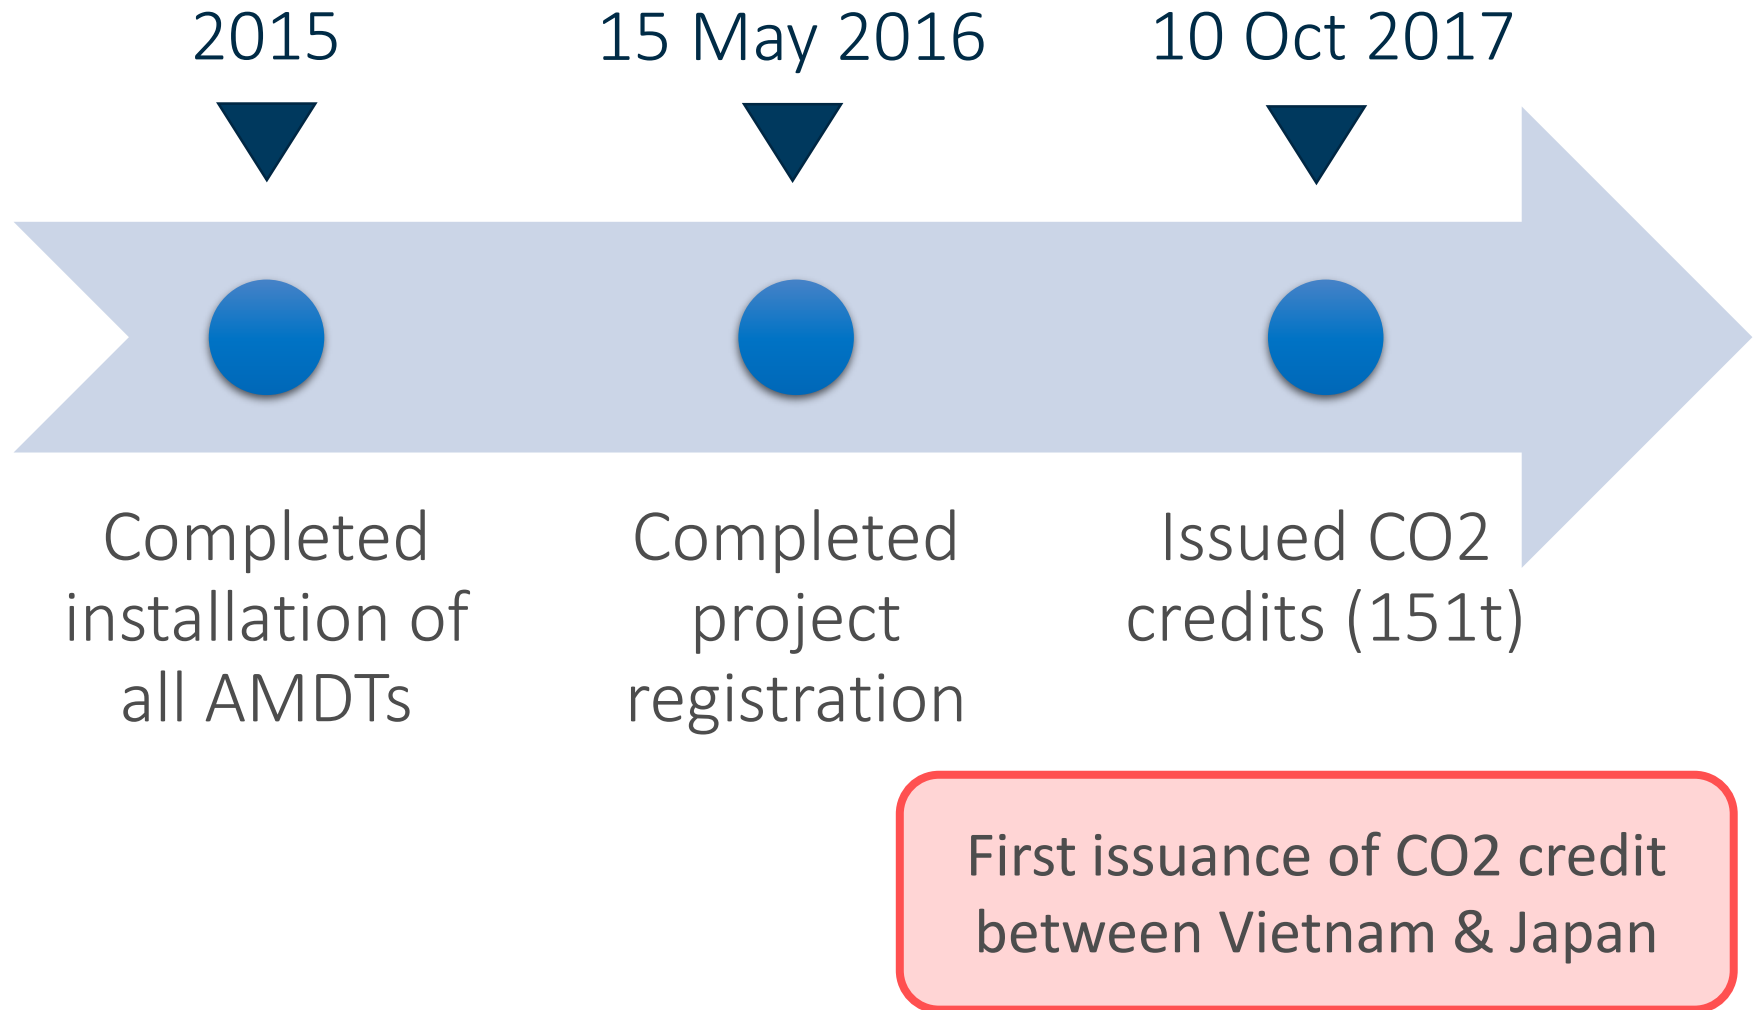 2015
15 May 2016
10 Oct 2017
Completed
installation of
all AMDTs
Completed
project
registration
Issued CO2
credits (151t)
First issuance of CO2 credit
between Vietnam & Japan